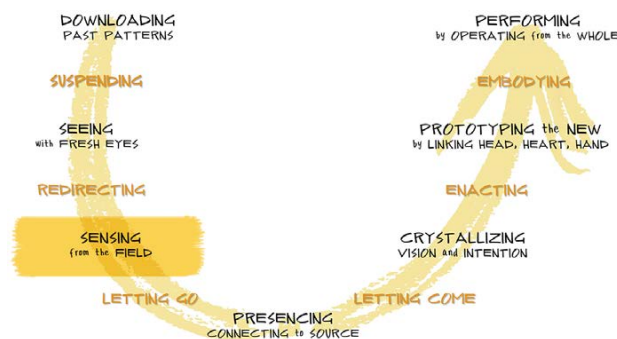 DOWNLOADING
PAST PATTERNS
SUSPENDING
SEEING
with FRESH EYES
REDIRECTING
SENSING
from the FIELD
LETTING GO
PRESENCING
CONNECTING to SOURCE
LETTING COME
CRYSTALLIZING
VISION and INTENTION
ENACTING
PROTOTYPING the NEW
by LINKING HEAD, HEART, HAND
EMBODYING
PERFORMING
by OPERATING from the WHOLE